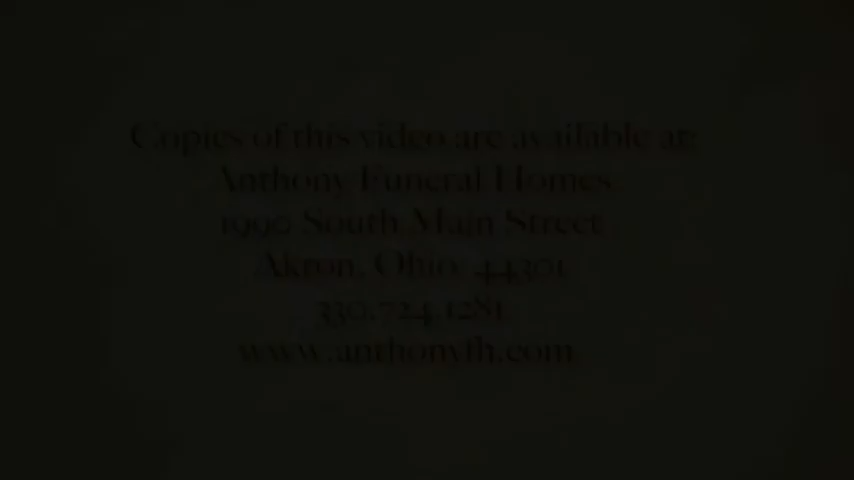 Copies of this video are available at:
Anthony Funeral Homes
1990 South Main Street
Akron, Ohio 44301
330.724.1281
www.anthonyfh.com